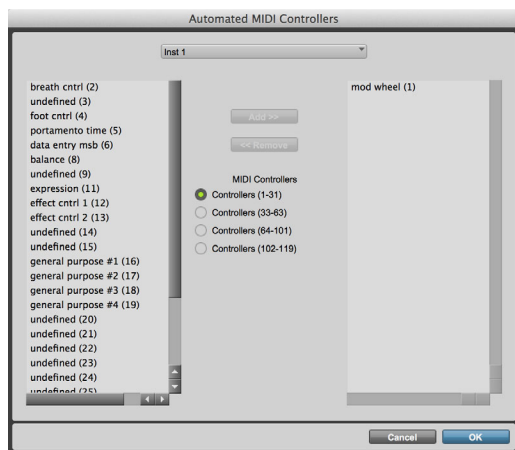 Automated MIDI Controllers
Inst 1
breath cntrl (2)
undefined (3)
foot cntrl (4)
portamento time (5)
data entry msb (6)
balance (8)
undefined (9)
expression (11)
effect cntrl 1 (12)
effect cntrl 2 (13)
undefined (14)
undefined (15)
general purpose #1 (16)
general purpose #2 (17)
general purpose #3 (18)
general purpose #4 (19)
undefined (20)
undefined (21)
undefined (22)
undefined (23)
undefined (24)
undefined (25)
Add >>
<< Remove
MIDI Controllers
Controllers (1-31)
Controllers (33-63)
Controllers (64-101)
Controllers (102-119)
mod wheel (1)
Cancel
OK